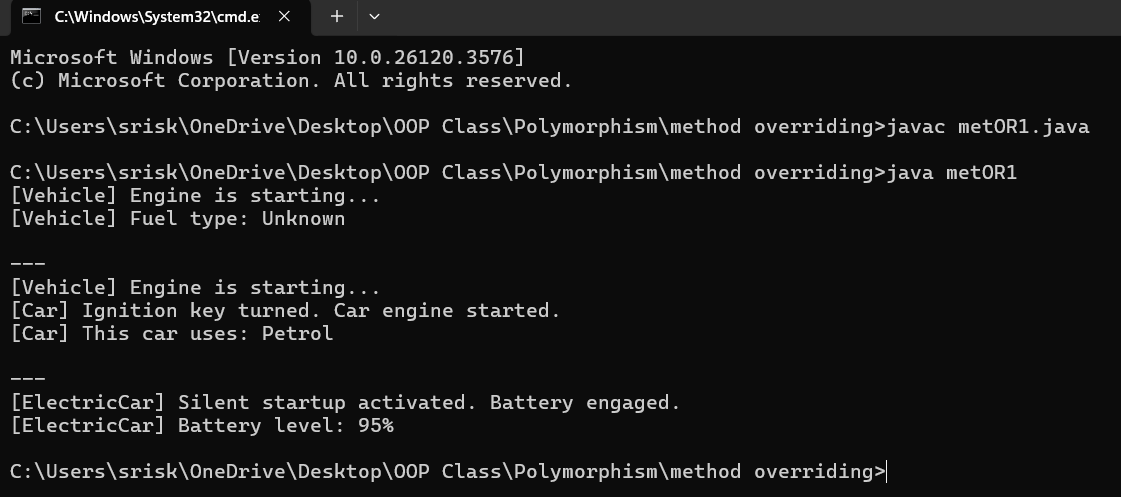 C:\Windows\System32\cmd.e
Microsoft Windows [Version 10.0.26120.3576]
(c) Microsoft Corporation. All rights reserved.
C:\Users\srisk\OneDrive\Desktop\OOP Class\Polymorphism\method overriding>javac metOR1.java
C:\Users\srisk\OneDrive\Desktop\OOP Class\Polymorphism\method overriding>java metOR1
[Vehicle] Engine is starting...
[Vehicle] Fuel type: Unknown
---
[Vehicle] Engine is starting...
[Car] Ignition key turned. Car engine started.
[Car] This car uses: Petrol
---
[ElectricCar] Silent startup activated. Battery engaged.
[ElectricCar] Battery level: 95%
C:\Users\srisk\OneDrive\Desktop\OOP Class\Polymorphism\method overriding>